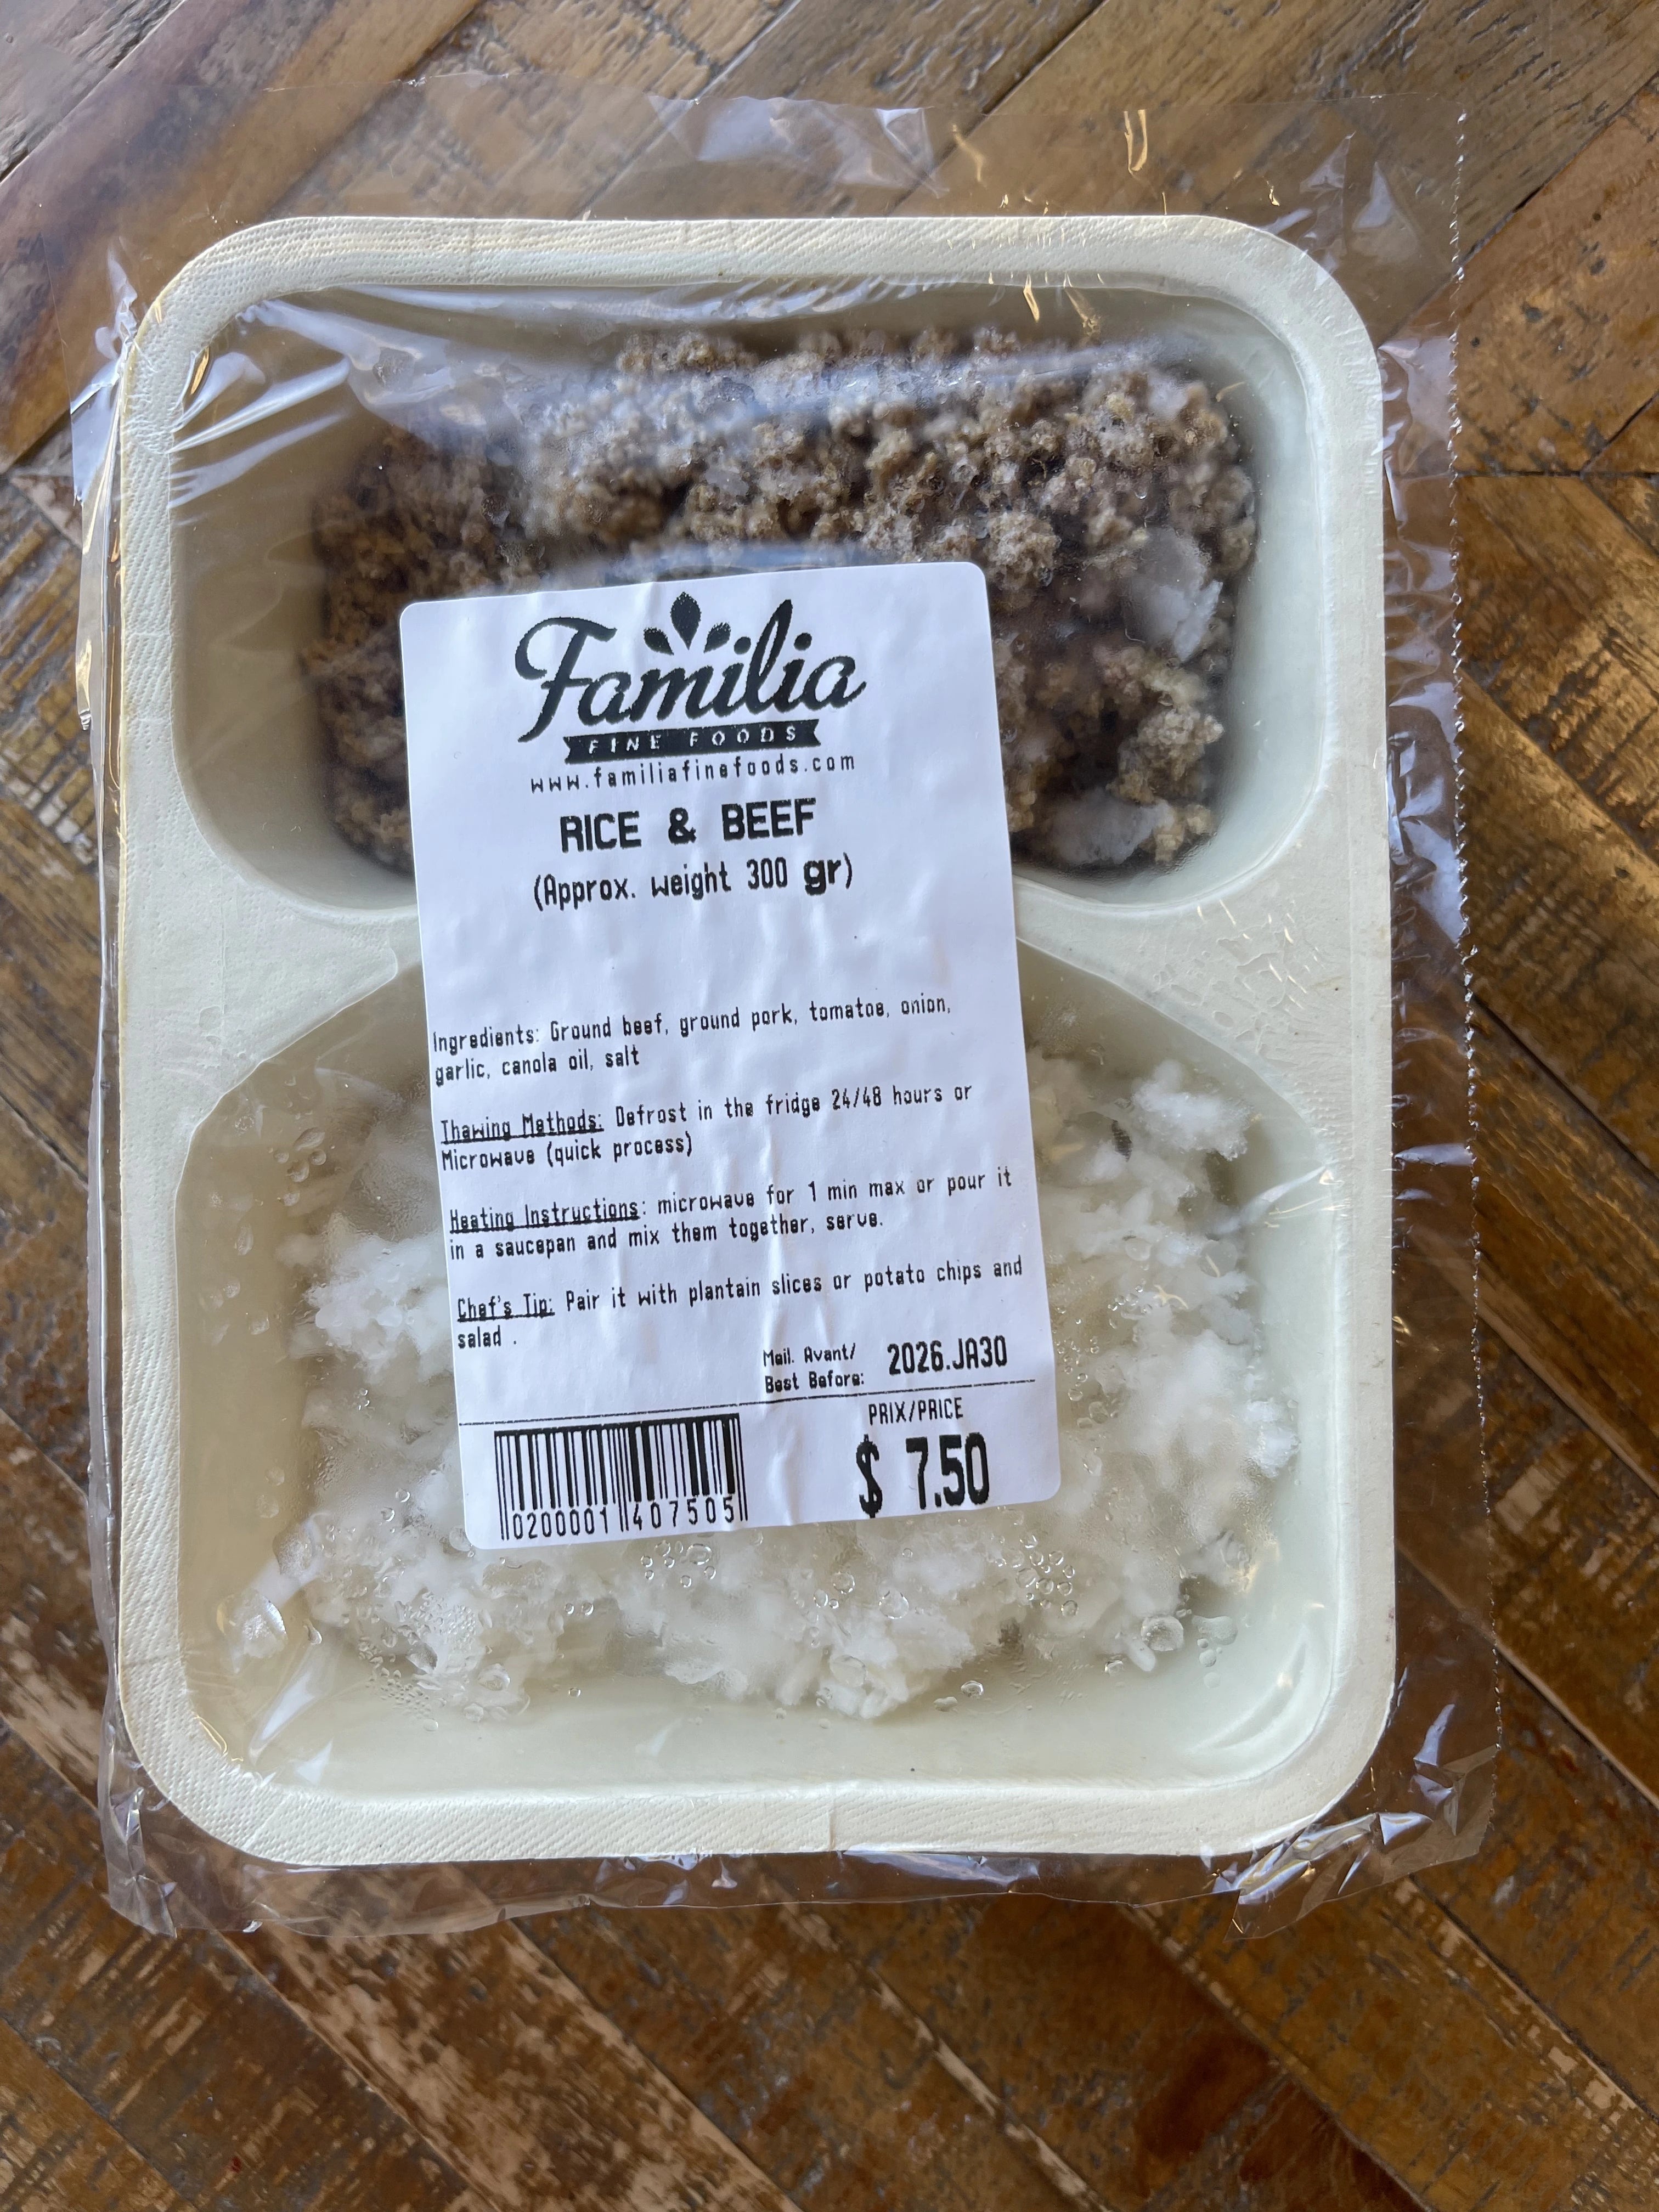 Familia
FINE FOODS
www.familiafinefoods.com
RICE & BEEF
(Approx. weight 300 gr)
Ingredients: Ground beef, ground pork, tomatoe, onion,
garlic, canola oil, salt
Thawing Methods: Defrost in the fridge 24/48 hours or
Microwave (quick process)
Heating Instructions: microwave for 1 min max or pour it
in a saucepan and mix them together, serve.
Chef's Tip: Pair it with plantain slices or potato chips and
salad .
Meil. Avant/
Best Before: 2026.JA30
PRIX/PRICE
$ 7.50
0200001 407505